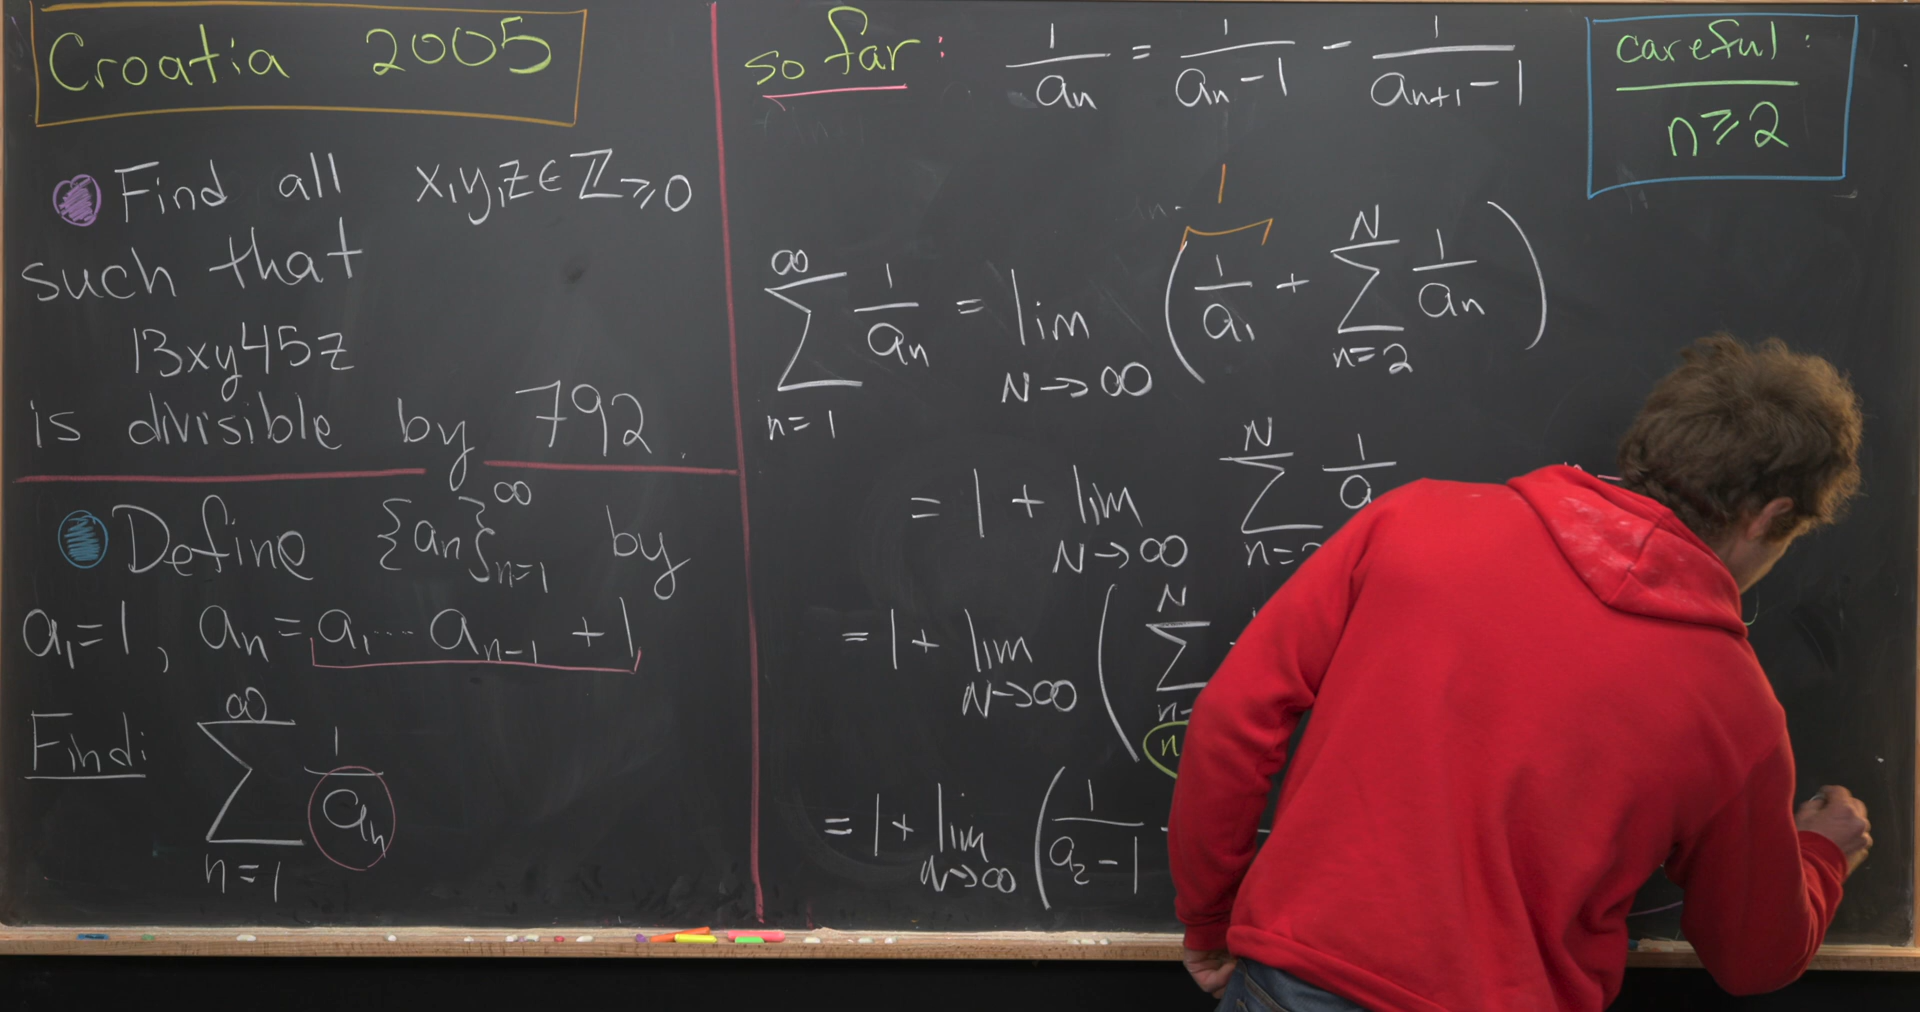 Croatia 2005
Find all x,y,z∈ℤ≥0
such that
13xy45z
is divisible by 792.
Define {aₙ}ₙ₌₁^∞ by
a₁=1, aₙ=a₁...aₙ₋₁+1
Find:
∑ₙ₌₁^∞ 1/aₙ
so far: 1/aₙ = 1/(aₙ-1) - 1/(aₙ₊₁-1)
careful:
n≥2
1
∑ₙ₌₁^∞ 1/aₙ = lim N→∞ (1/a₁ + ∑ₙ₌₂^N 1/aₙ)
= 1 + lim N→∞ ∑ N n= 1/a
= 1 + lim N→∞ ( ∑ N
= 1 + lim N→∞ (1/(a₂-1)